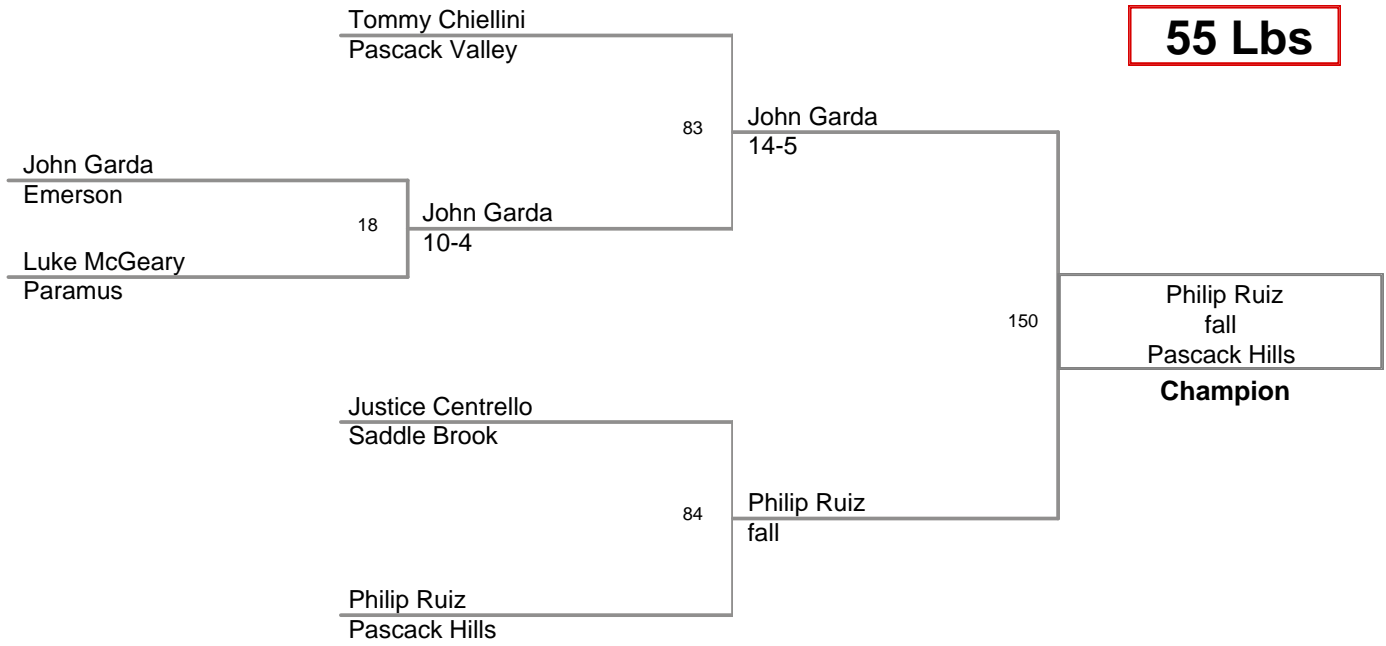 Tommy Chiellini
Pascack Valley
55 Lbs
83
John Garda
14-5
John Garda
Emerson
18
John Garda
10-4
Luke McGeary
Paramus
150
Philip Ruiz
fall
Pascack Hills
Champion
Justice Centrello
Saddle Brook
84
Philip Ruiz
fall
Philip Ruiz
Pascack Hills